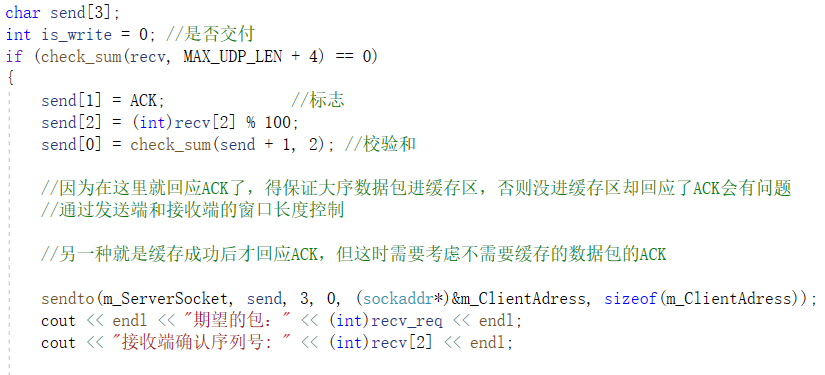 char send[3];
int is_write = 0; //是否交付
if (check_sum(recv, MAX_UDP_LEN + 4) == 0)
{
send[1] = ACK; //标志
send[2] = (int)recv[2] % 100;
send[0] = check_sum(send + 1, 2); //校验和
//因为在这里就回应ACK了，得保证大序数据包进缓存区，否则没进缓存区却回应了ACK会有问题
//通过发送端和接收端的窗口长度控制
//另一种就是缓存成功后才回应ACK，但这时需要考虑不需要缓存的数据包的ACK
sendto(m_ServerSocket, send, 3, 0, (sockaddr*)&m_ClientAdress, sizeof(m_ClientAdress));
cout << endl << "期望的包：" << (int)recv_req << endl;
cout << "接收端确认序列号: " << (int)recv[2] << endl;